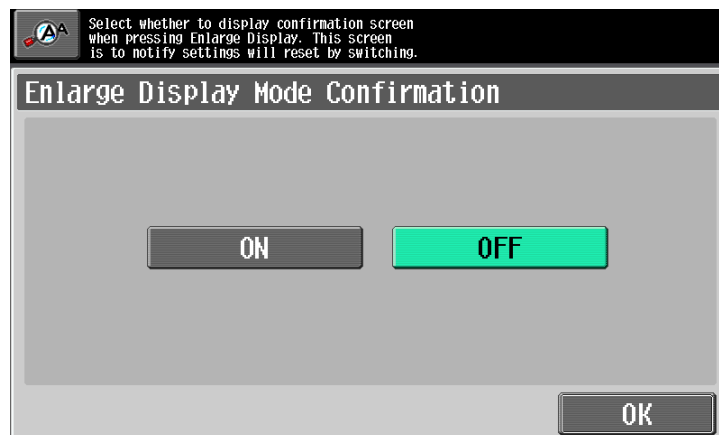 Select whether to display confirmation screen
when pressing Enlarge Display. This screen
is to notify settings will reset by switching.
Enlarge Display Mode Confirmation
ON OFF
OK